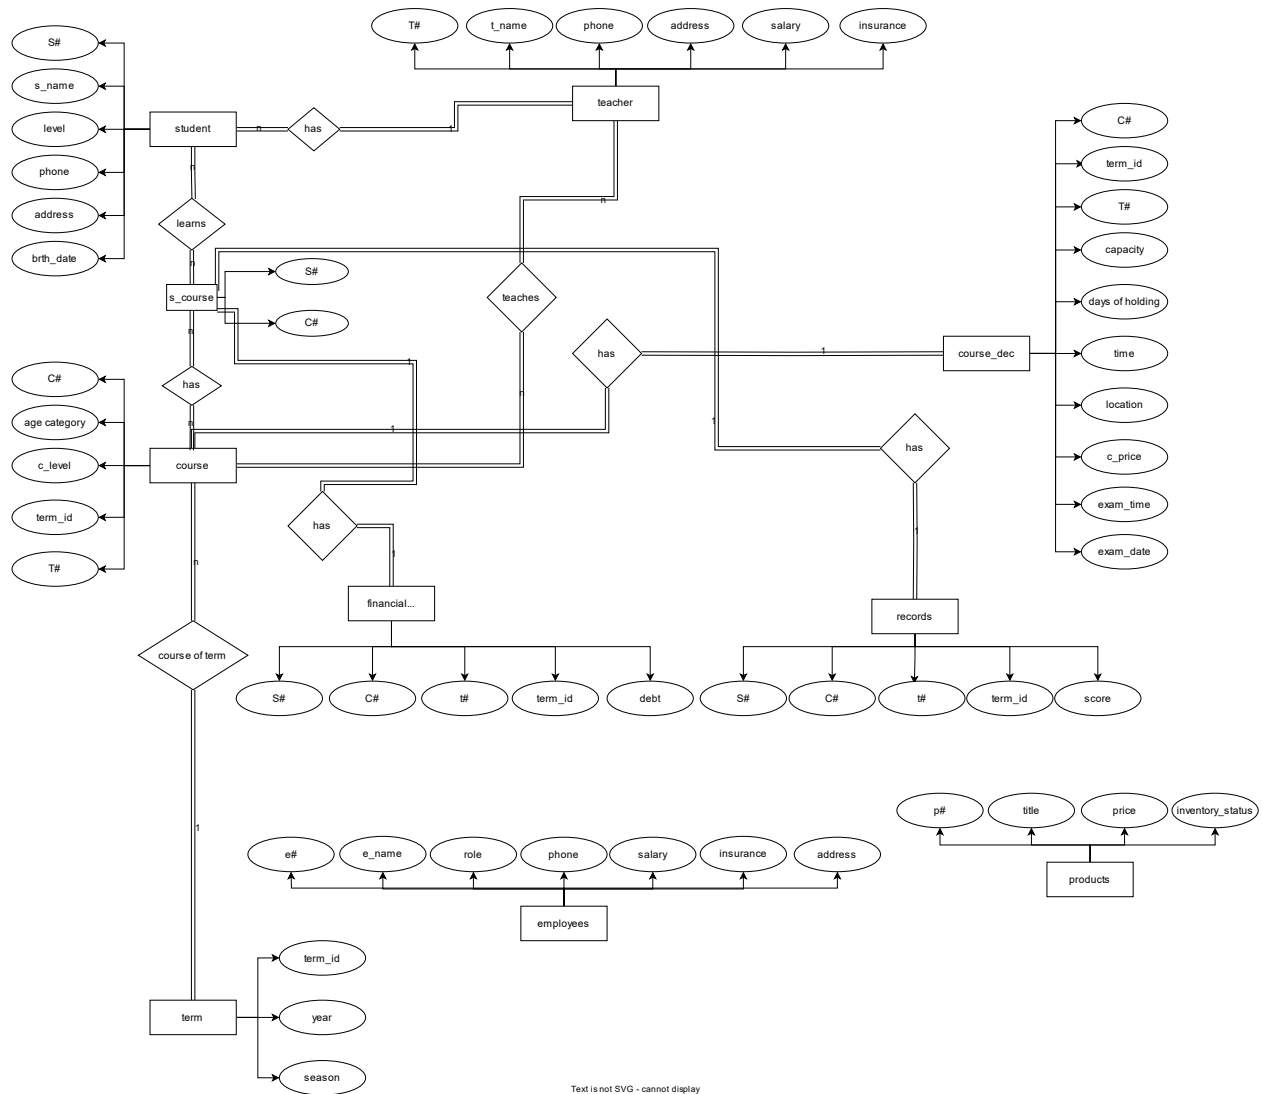 T#
t_name
phone
address
salary
insurance
S#
s_name
level
phone
address
brth_date
student
n
has
1
teacher
n
learns
n
n
s_course
S#
C#
teaches
n
has
1
course_dec
C#
term_id
T#
capacity
days of holding
time
location
c_price
exam_time
exam_date
n
has
n
1
1
1
has
1
C#
age category
c_level
term_id
T#
course
n
has
1
financial...
records
course of term
1
S#
C#
t#
term_id
debt
S#
C#
t#
term_id
score
p#
title
price
inventory_status
products
e#
e_name
role
phone
salary
insurance
address
employees
term
term_id
year
season
Text is not SVG - cannot display